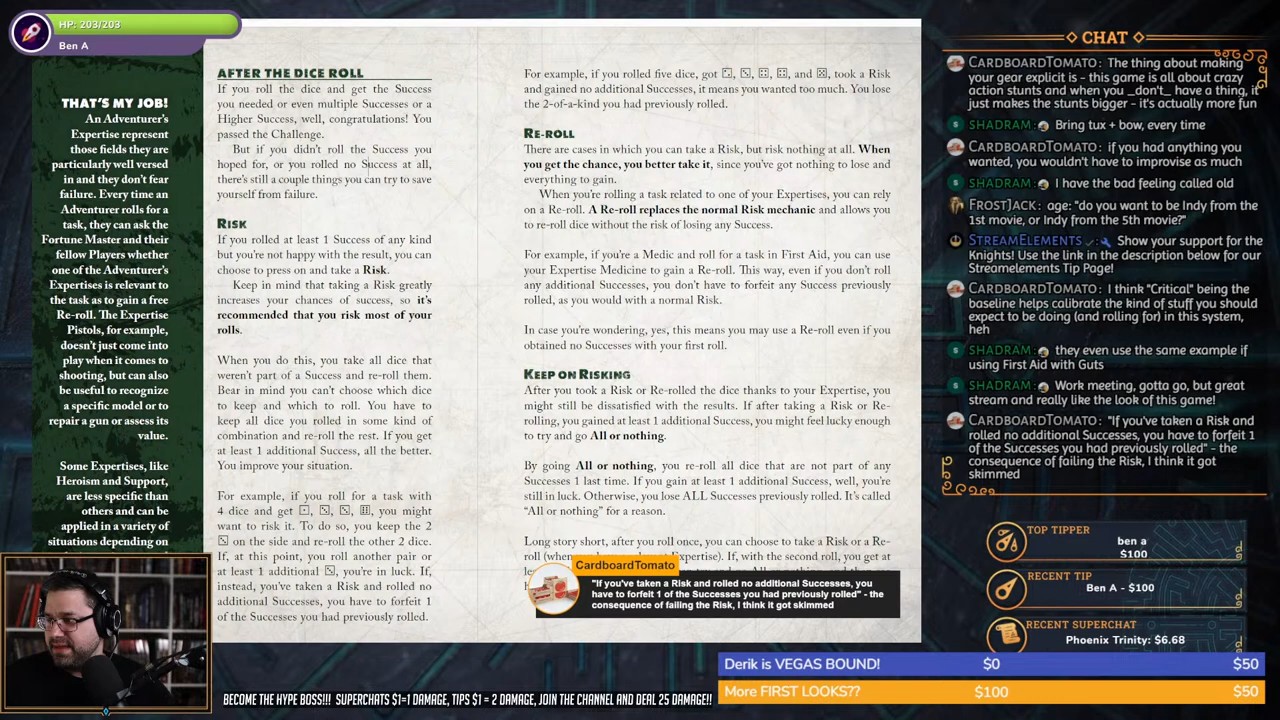 HP: 203/203
Ben A
THAT'S MY JOB!
An Adventurer's
Expertise represent
those fields they are
particularly well versed
in and they don't fear
failure. Every time an
Adventurer rolls for a
task, they can ask the
Fortune Master and their
fellow Players whether
one of the Adventurer's
Expertises is relevant to
the task as to gain a free
Re-roll. The Expertise
Pistols, for example,
doesn't just come into
play when it comes to
shooting, but can also
be useful to recognize
a specific model or to
repair a gun or assess its
value.
Some Expertises, like
Heroism and Support,
are less specific than
others and can be
applied in a variety of
situations depending on
AFTER THE DICE ROLL
If you roll the dice and get the Success
you needed or even multiple Successes or a
Higher Success, well, congratulations! You
passed the Challenge.
But if you didn't roll the Success you
hoped for, or you rolled no Success at all,
there's still a couple things you can try to save
yourself from failure.
RISK
If you rolled at least 1 Success of any kind
but you're not happy with the result, you can
choose to press on and take a Risk.
Keep in mind that taking a Risk greatly
increases your chances of success, so it's
recommended that you risk most of your
rolls.
When you do this, you take all dice that
weren't part of a Success and re-roll them.
Bear in mind you can't choose which dice
to keep and which to roll. You have to
keep all dice you rolled in some kind of
combination and re-roll the rest. If you get
at least 1 additional Success, all the better.
You improve your situation.
For example, if you roll for a task with
4 dice and get , , , , you might
want to risk it. To do so, you keep the 2
on the side and re-roll the other 2 dice.
If, at this point, you rolled another pair or
at least 1 additional , you're in luck. If,
instead, you've taken a Risk and rolled no
additional Successes, you have to forfeit 1
of the Successes you had previously rolled.
For example, if you rolled five dice, got , , , , and , took a Risk
and gained no additional Successes, it means you wanted too much. You lose
the 2-of-a-kind you had previously rolled.
RE-ROLL
There are cases in which you can take a Risk, but risk nothing at all. When
you get the chance, you better take it, since you've got nothing to lose and
everything to gain.
When you're rolling a task related to one of your Expertises, you can rely
on a Re-roll. A Re-roll replaces the normal Risk mechanic and allows you
to re-roll dice without the risk of losing any Success.
For example, if you're a Medic and roll for a task in First Aid, you can use
your Expertise Medicine to gain a Re-roll. This way, even if you don't roll
any additional Successes, you don't have to forfeit any Success previously
rolled, as you would with a normal Risk.
In case you're wondering, yes, this means you may use a Re-roll even if you
obtained no Successes with your first roll.
KEEP ON RISKING
After you took a Risk or Re-rolled the dice thanks to your Expertise, you
might still be dissatisfied with the results. If after taking a Risk or Re-
rolling, you gained at least 1 additional Success, you might feel lucky enough
to try and go All or nothing.
By going All or nothing, you re-roll all dice that are not part of any
Successes 1 last time. If you gain at least 1 additional Success, well, you're
still in luck. Otherwise, you lose ALL Successes previously rolled. It's called
"All or nothing" for a reason.
Long story short, after you roll once, you can choose to take a Risk or a Re-
roll (when Expertise). If, with the second roll, you get at
CardboardTomato
"If you've taken a Risk and rolled no additional Successes, you
have to forfeit 1 of the Successes you had previously rolled" - the
consequence of failing the Risk, I think it got skimmed
CHAT
CARDBOARDTOMATO: The thing about making
your gear explicit is - this game is all about crazy
action stunts and when you _don't_ have a thing, it
just makes the stunts bigger - it's actually more fun
SHADRAM: Bring tux + bow, every time
CARDBOARDTOMATO: if you had anything you
wanted, you wouldn't have to improvise as much
SHADRAM: I have the bad feeling called old
FROSTJACK: age: "do you want to be Indy from the
1st movie, or Indy from the 5th movie?"
STREAMELEMENTS: Show your support for the
Knights! Use the link in the description below for
our Streamelements Tip Page!
CARDBOARDTOMATO: I think "Critical" being the
baseline helps calibrate the kind of stuff you should
expect to be doing (and rolling for) in this system,
heh
SHADRAM: they even use the same example if
using First Aid with Guts
SHADRAM: Work meeting, gotta go, but great
stream and really like the look of this game!
CARDBOARDTOMATO: "If you've taken a Risk and
rolled no additional Successes, you have to forfeit 1
of the Successes you had previously rolled" - the
consequence of failing the Risk, I think it got
skimmed
TOP TIPPER
ben a
$100
RECENT TIP
Ben A - $100
RECENT SUPERCHAT
Phoenix Trinity: $6.68
Derik is VEGAS BOUND! $0 $50
More FIRST LOOKS?? $100 $50
BECOME THE HYPE BOSS!!! SUPERCHATS $1=1 DAMAGE, TIPS $1 = 2 DAMAGE, JOIN THE CHANNEL AND DEAL 25 DAMAGE!!